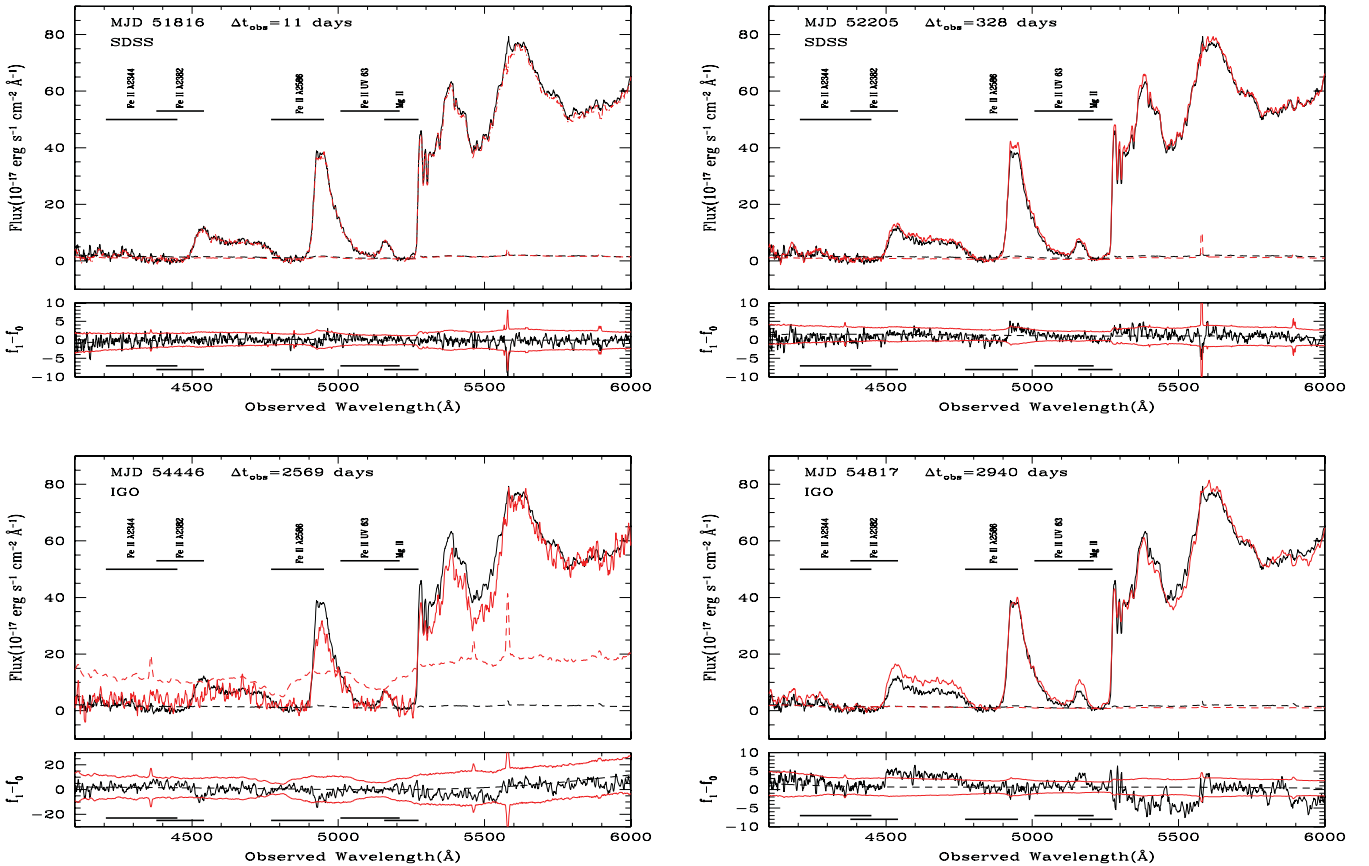 MJD 51816 Δt_obs=11 days
SDSS
Fe II λ2344
Fe II λ2382
Fe II λ2586
Fe II UV 63
Mg II
Flux(10⁻¹⁷ erg s⁻¹ cm⁻² Å⁻¹)
80
60
40
20
0
f₁−f₀
10
5
0
−5
−10
4500 5000 5500 6000
Observed Wavelength(Å)
MJD 52205 Δt_obs=328 days
SDSS
Fe II λ2344
Fe II λ2382
Fe II λ2586
Fe II UV 63
Mg II
Flux(10⁻¹⁷ erg s⁻¹ cm⁻² Å⁻¹)
80
60
40
20
0
f₁−f₀
10
5
0
−5
−10
4500 5000 5500 6000
Observed Wavelength(Å)
MJD 54446 Δt_obs=2569 days
IGO
Fe II λ2344
Fe II λ2382
Fe II λ2586
Fe II UV 63
Mg II
Flux(10⁻¹⁷ erg s⁻¹ cm⁻² Å⁻¹)
80
60
40
20
0
f₁−f₀
20
0
−20
4500 5000 5500 6000
Observed Wavelength(Å)
MJD 54817 Δt_obs=2940 days
IGO
Fe II λ2344
Fe II λ2382
Fe II λ2586
Fe II UV 63
Mg II
Flux(10⁻¹⁷ erg s⁻¹ cm⁻² Å⁻¹)
80
60
40
20
0
f₁−f₀
10
5
0
−5
−10
4500 5000 5500 6000
Observed Wavelength(Å)